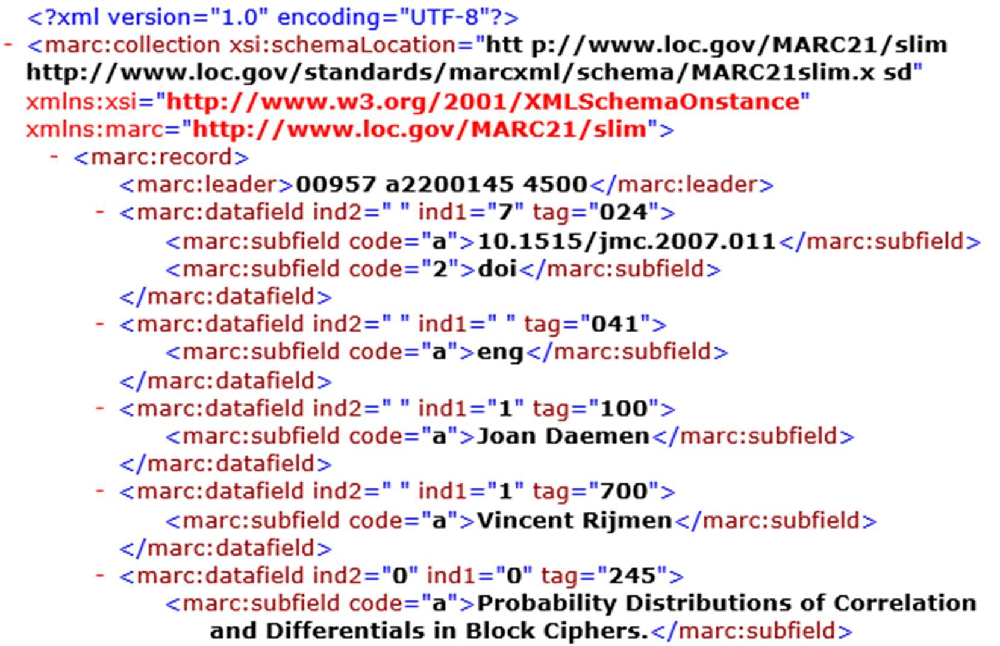 <?xml version="1.0" encoding="UTF-8"?>
- <marc:collection xsi:schemaLocation="htt p://www.loc.gov/MARC21/slim
http://www.loc.gov/standards/marcxml/schema/MARC21slim.x sd"
xmlns:xsi="http://www.w3.org/2001/XMLSchemaOnstance"
xmlns:marc="http://www.loc.gov/MARC21/slim">
- <marc:record>
<marc:leader>00957 a2200145 4500</marc:leader>
- <marc:datafield ind2=" " ind1="7" tag="024">
<marc:subfield code="a">10.1515/jmc.2007.011</marc:subfield>
<marc:subfield code="2">doi</marc:subfield>
</marc:datafield>
- <marc:datafield ind2=" " ind1=" " tag="041">
<marc:subfield code="a">eng</marc:subfield>
</marc:datafield>
- <marc:datafield ind2=" " ind1="1" tag="100">
<marc:subfield code="a">Joan Daemen</marc:subfield>
</marc:datafield>
- <marc:datafield ind2=" " ind1="1" tag="700">
<marc:subfield code="a">Vincent Rijmen</marc:subfield>
</marc:datafield>
- <marc:datafield ind2="0" ind1="0" tag="245">
<marc:subfield code="a">Probability Distributions of Correlation
and Differentials in Block Ciphers.</marc:subfield>